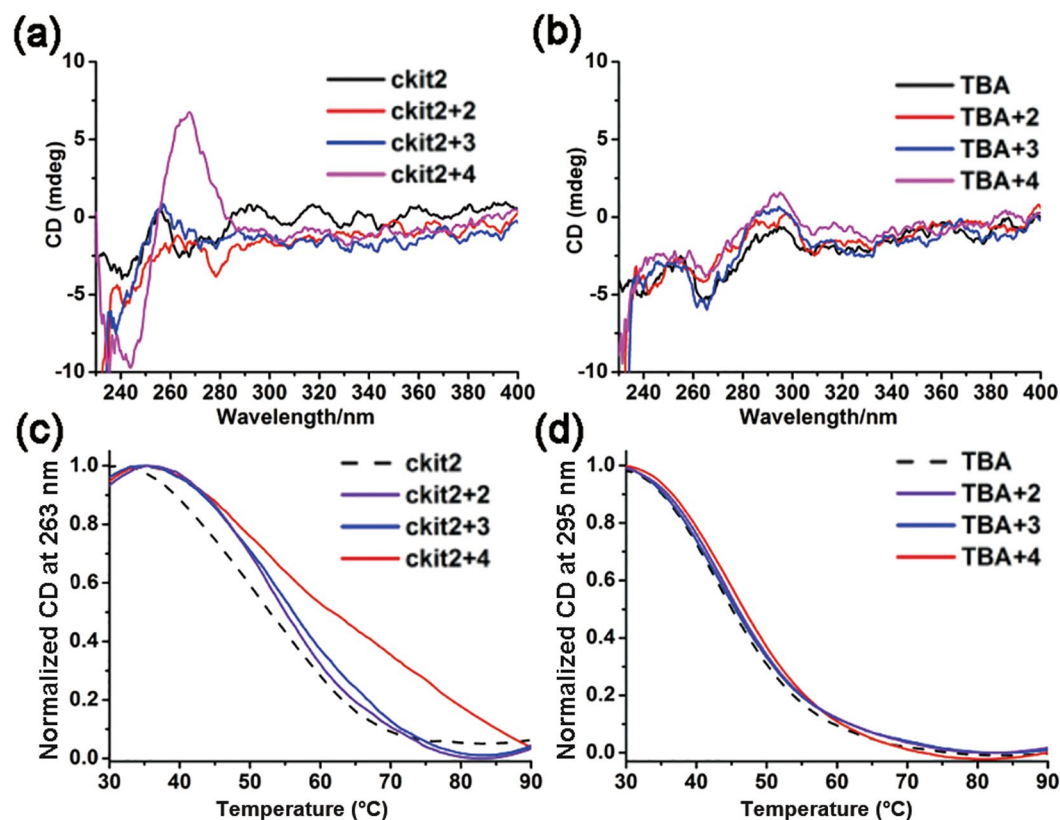 (a)
10
5
0
-5
-10
CD (mdeg)
ckit2
ckit2+2
ckit2+3
ckit2+4
240 260 280 300 320 340 360 380 400
Wavelength/nm
(b)
10
5
0
-5
-10
CD (mdeg)
TBA
TBA+2
TBA+3
TBA+4
240 260 280 300 320 340 360 380 400
Wavelength/nm
(c)
1.0
0.8
0.6
0.4
0.2
0.0
Normalized CD at 263 nm
ckit2
ckit2+2
ckit2+3
ckit2+4
30 40 50 60 70 80 90
Temperature (°C)
(d)
1.0
0.8
0.6
0.4
0.2
0.0
Normalized CD at 295 nm
TBA
TBA+2
TBA+3
TBA+4
30 40 50 60 70 80 90
Temperature (°C)